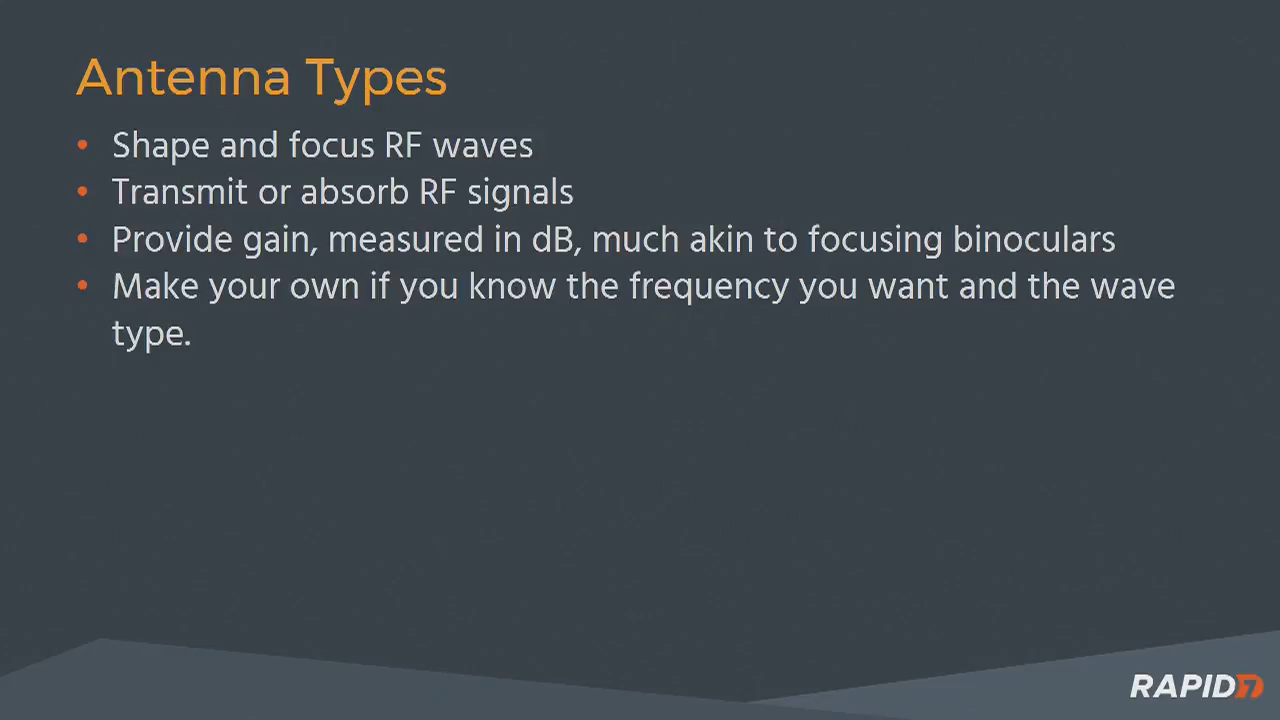 Antenna Types
• Shape and focus RF waves
• Transmit or absorb RF signals
• Provide gain, measured in dB, much akin to focusing binoculars
• Make your own if you know the frequency you want and the wave
type.
RAPID7